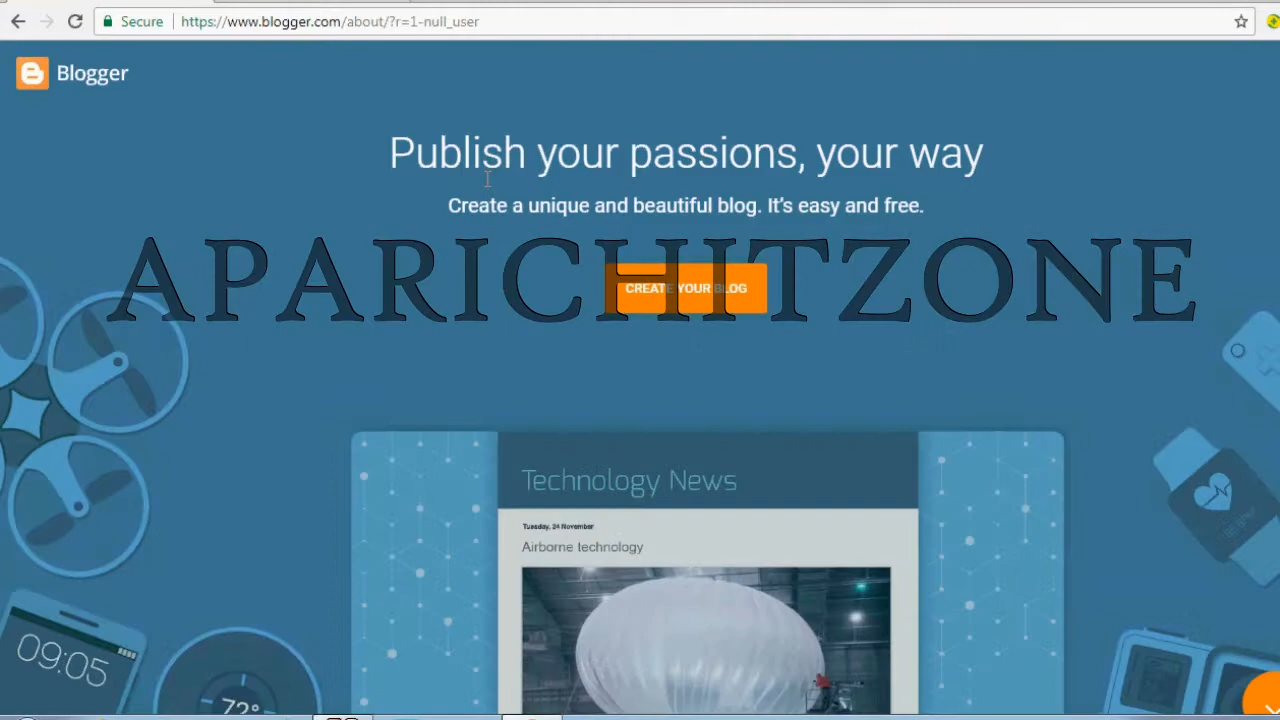 Secure https://www.blogger.com/about/?r=1-null_user
Blogger
Publish your passions, your way
Create a unique and beautiful blog. It's easy and free.
APARICHITZONE
CREATE YOUR BLOG
Technology News
Tuesday, 24 November
Airborne technology
09:05
72°